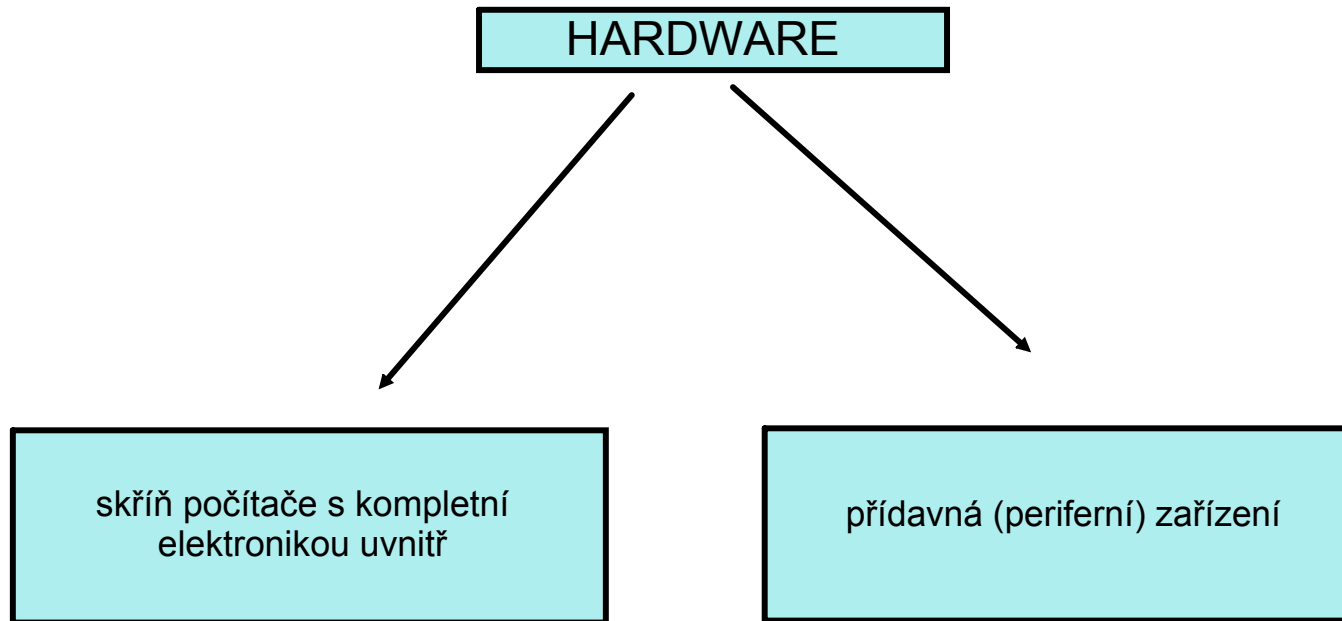 HARDWARE
skříň počítače s kompletní
elektronikou uvnitř
přídavná (periferní) zařízení